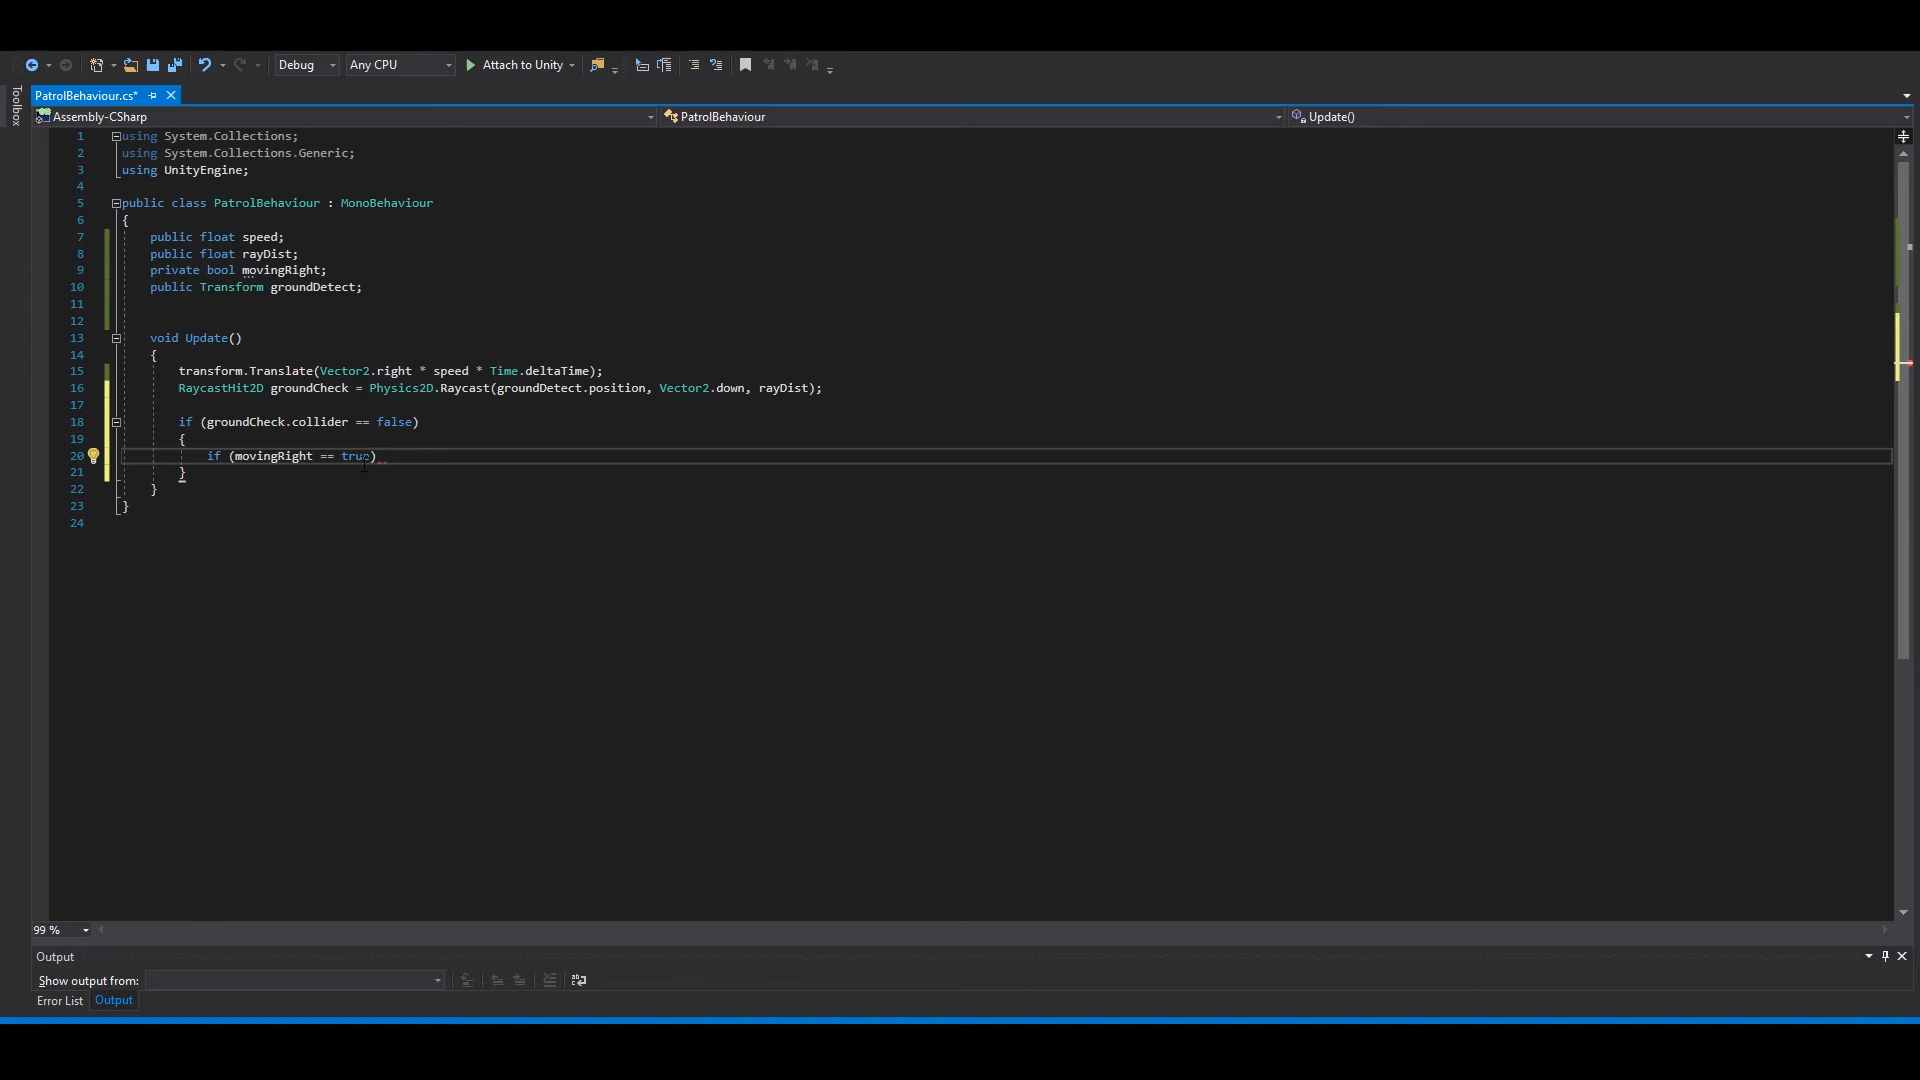 Debug Any CPU Attach to Unity
Toolbox
PatrolBehaviour.cs*
Assembly-CSharp PatrolBehaviour Update()
1 using System.Collections;
2 using System.Collections.Generic;
3 using UnityEngine;
4
5 public class PatrolBehaviour : MonoBehaviour
6 {
7 public float speed;
8 public float rayDist;
9 private bool movingRight;
10 public Transform groundDetect;
11
12
13 void Update()
14 {
15 transform.Translate(Vector2.right * speed * Time.deltaTime);
16 RaycastHit2D groundCheck = Physics2D.Raycast(groundDetect.position, Vector2.down, rayDist);
17
18 if (groundCheck.collider == false)
19 {
20 if (movingRight == true)
21 }
22 }
23 }
24
99 %
Output
Show output from:
Error List Output